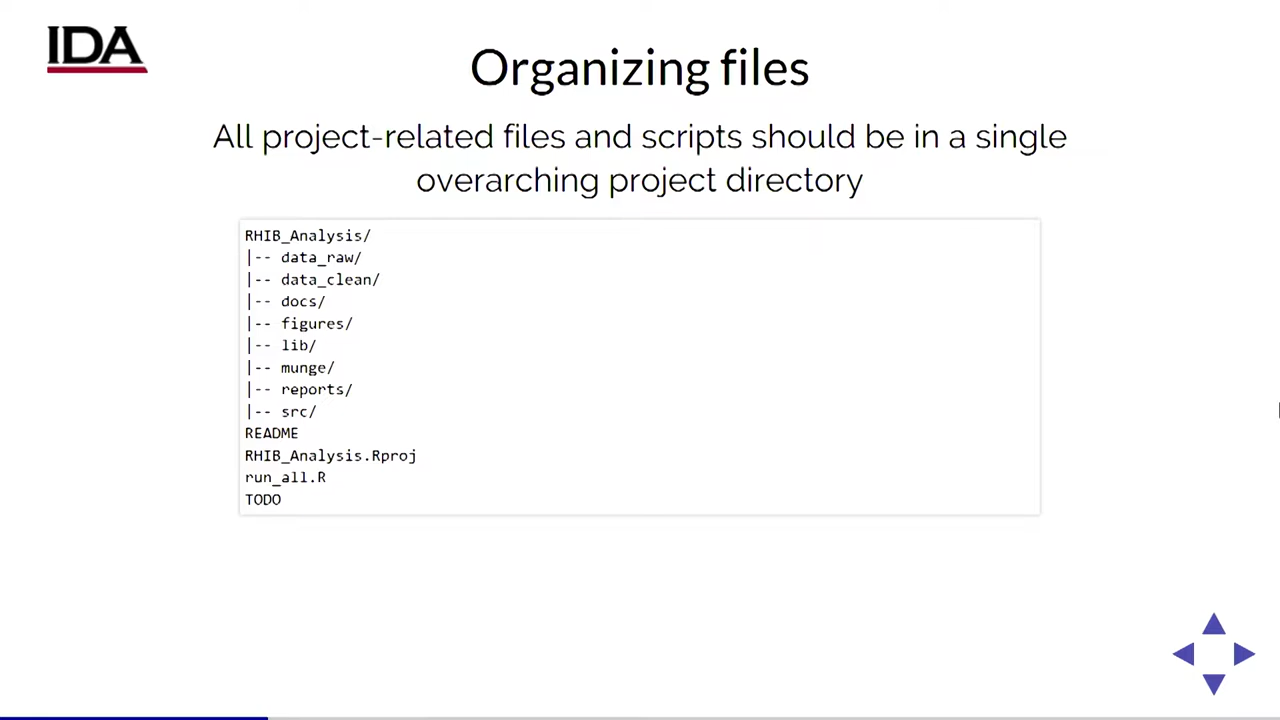 IDA
Organizing files
All project-related files and scripts should be in a single
overarching project directory
RHIB_Analysis/
|-- data_raw/
|-- data_clean/
|-- docs/
|-- figures/
|-- lib/
|-- munge/
|-- reports/
|-- src/
README
RHIB_Analysis.Rproj
run_all.R
TODO